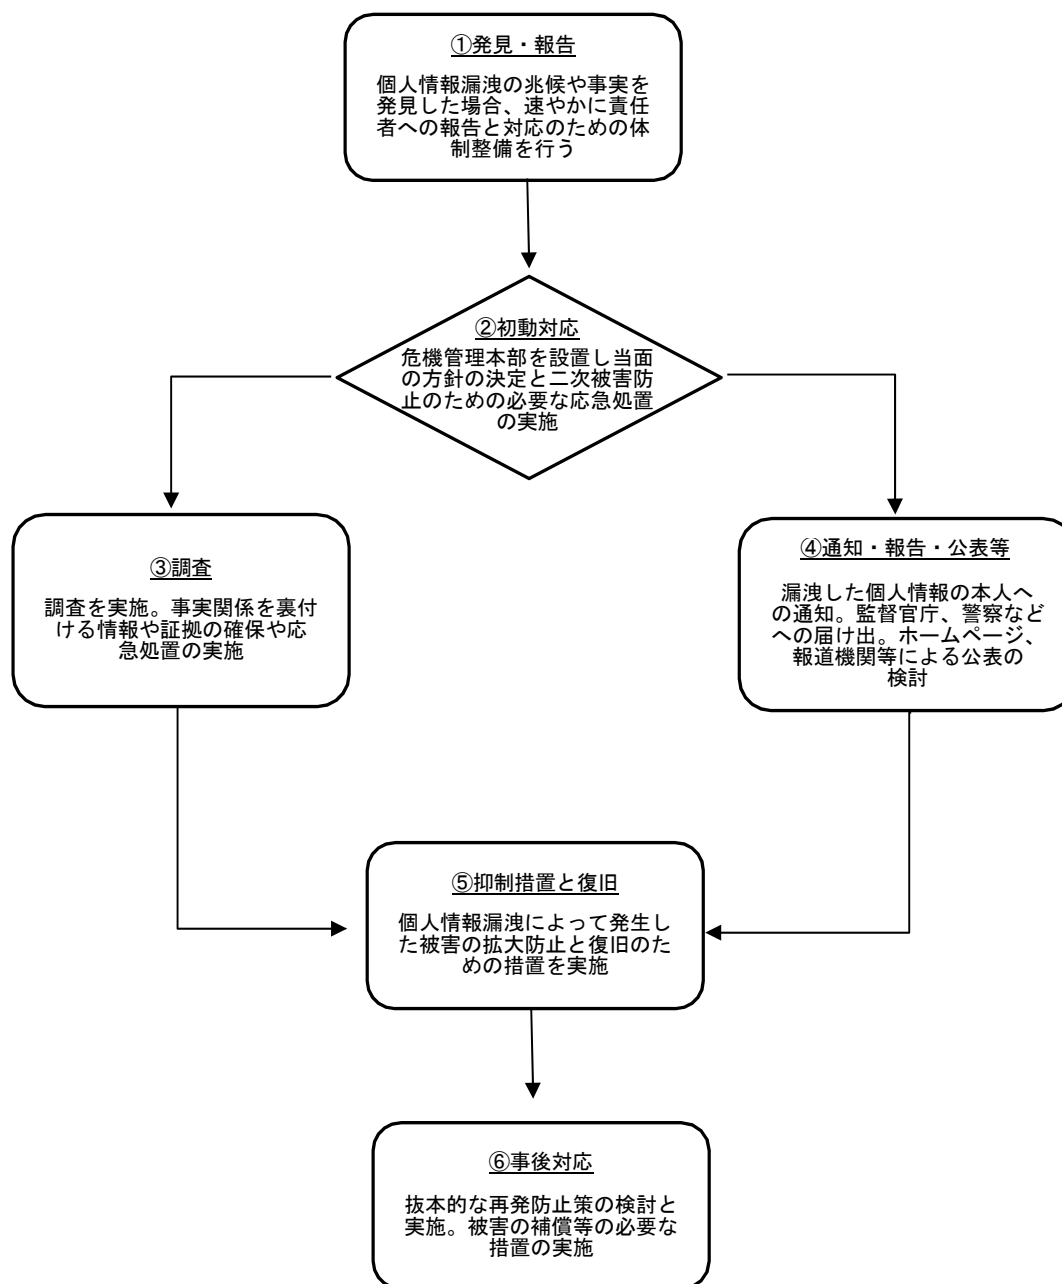 ①発見・報告
個人情報漏洩の兆候や事実を
発見した場合、速やかに責任
者への報告と対応のための体
制整備を行う
②初動対応
危機管理本部を設置し当面
の方針の決定と二次被害防
止のための必要な応急処置
の実施
③調査
調査を実施。事実関係を裏付
ける情報や証拠の確保や応
急処置の実施
④通知・報告・公表等
漏洩した個人情報の本人へ
の通知。監督官庁、警察など
への届け出。ホームページ、
報道機関等による公表の
検討
⑤抑制措置と復旧
個人情報漏洩によって発生し
た被害の拡大防止と復旧のた
めの措置を実施
⑥事後対応
抜本的な再発防止策の検討と
実施。被害の補償等の必要な
措置の実施